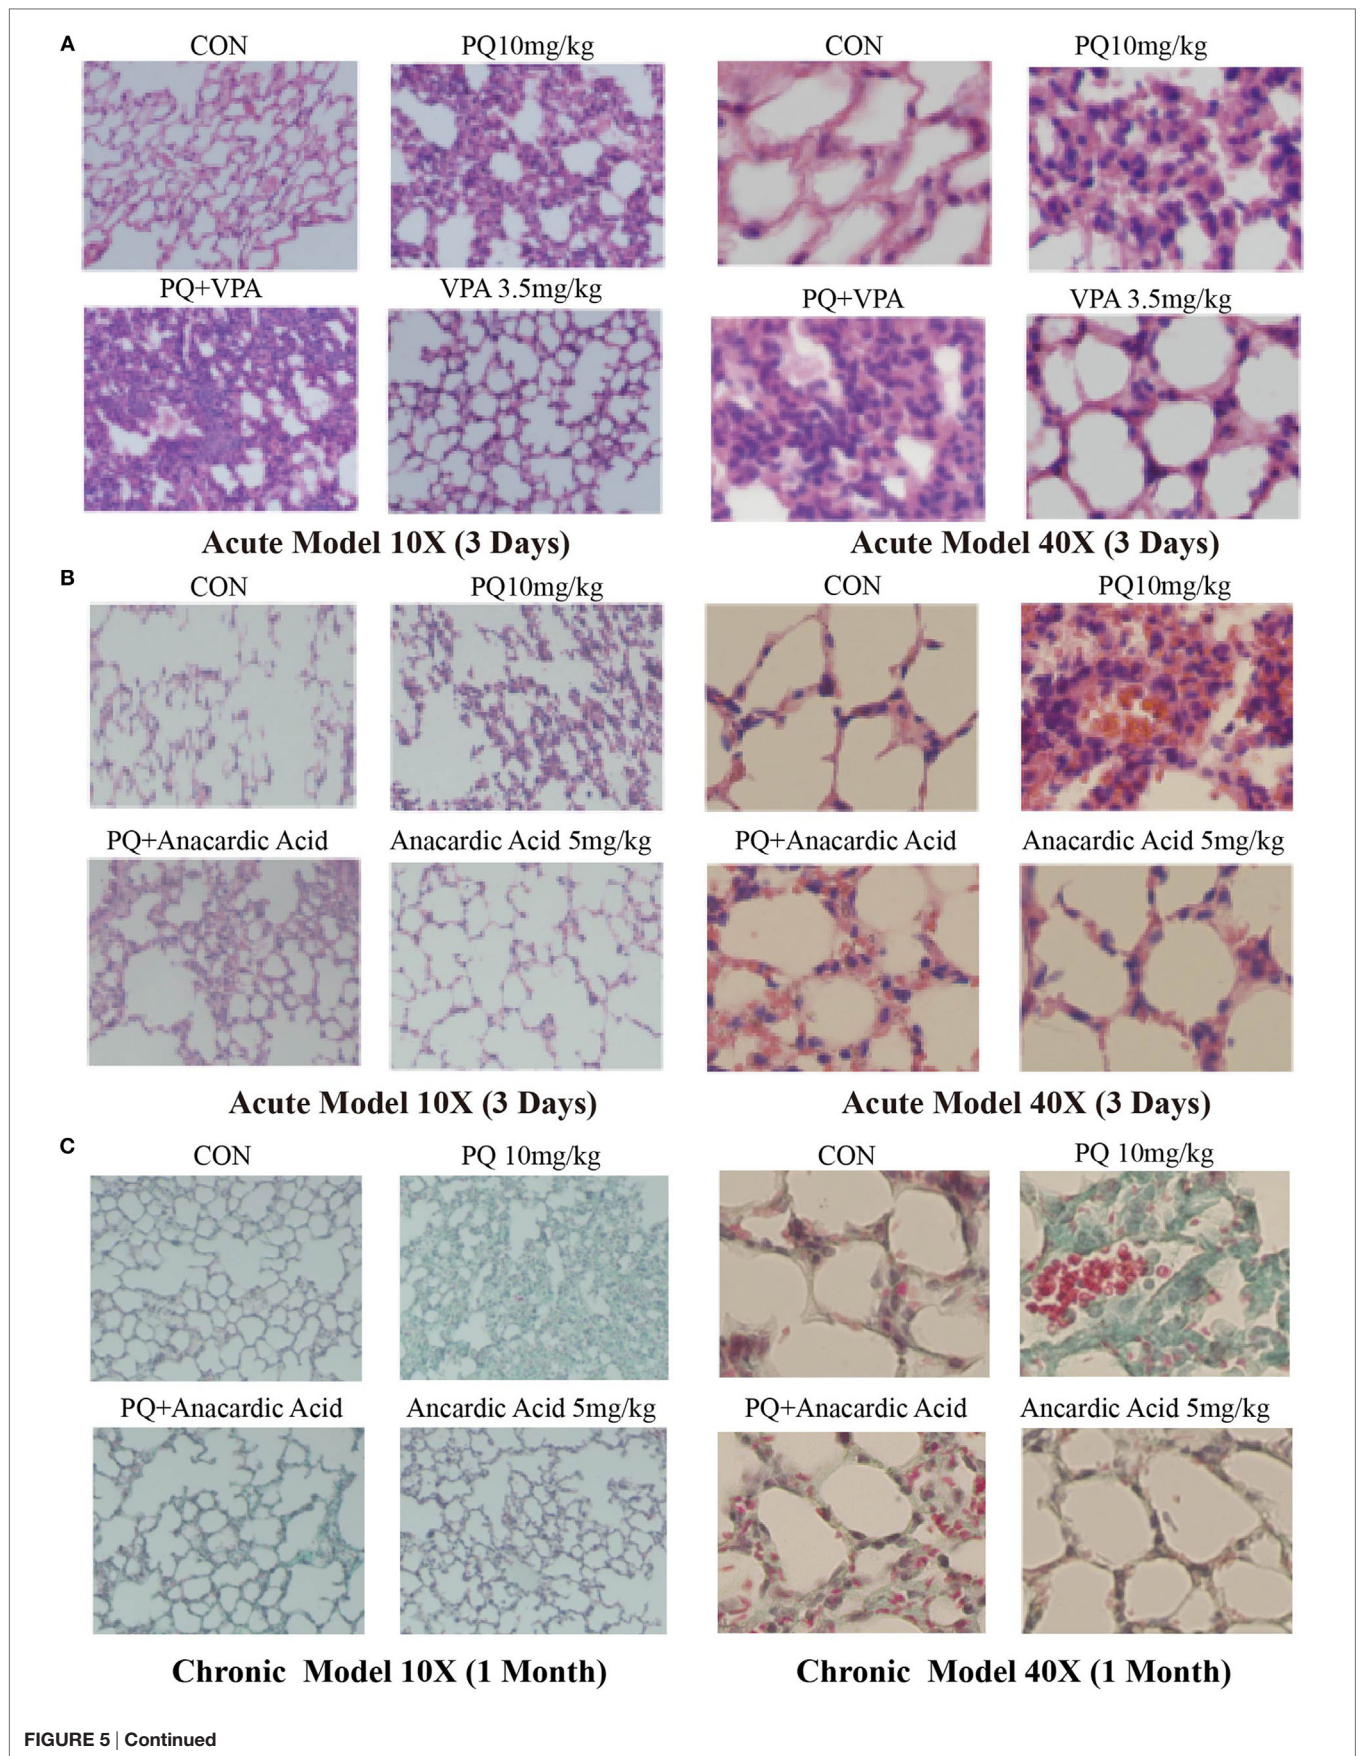 A
CON
PQ10mg/kg
CON
PQ10mg/kg
PQ+VPA
VPA 3.5mg/kg
PQ+VPA
VPA 3.5mg/kg
Acute Model 10X (3 Days)
Acute Model 40X (3 Days)
B
CON
PQ10mg/kg
CON
PQ10mg/kg
PQ+Anacardic Acid
Anacardic Acid 5mg/kg
PQ+Anacardic Acid
Anacardic Acid 5mg/kg
Acute Model 10X (3 Days)
Acute Model 40X (3 Days)
C
CON
PQ 10mg/kg
CON
PQ 10mg/kg
PQ+Anacardic Acid
Ancardic Acid 5mg/kg
PQ+Anacardic Acid
Ancardic Acid 5mg/kg
Chronic Model 10X (1 Month)
Chronic Model 40X (1 Month)
FIGURE 5 | Continued